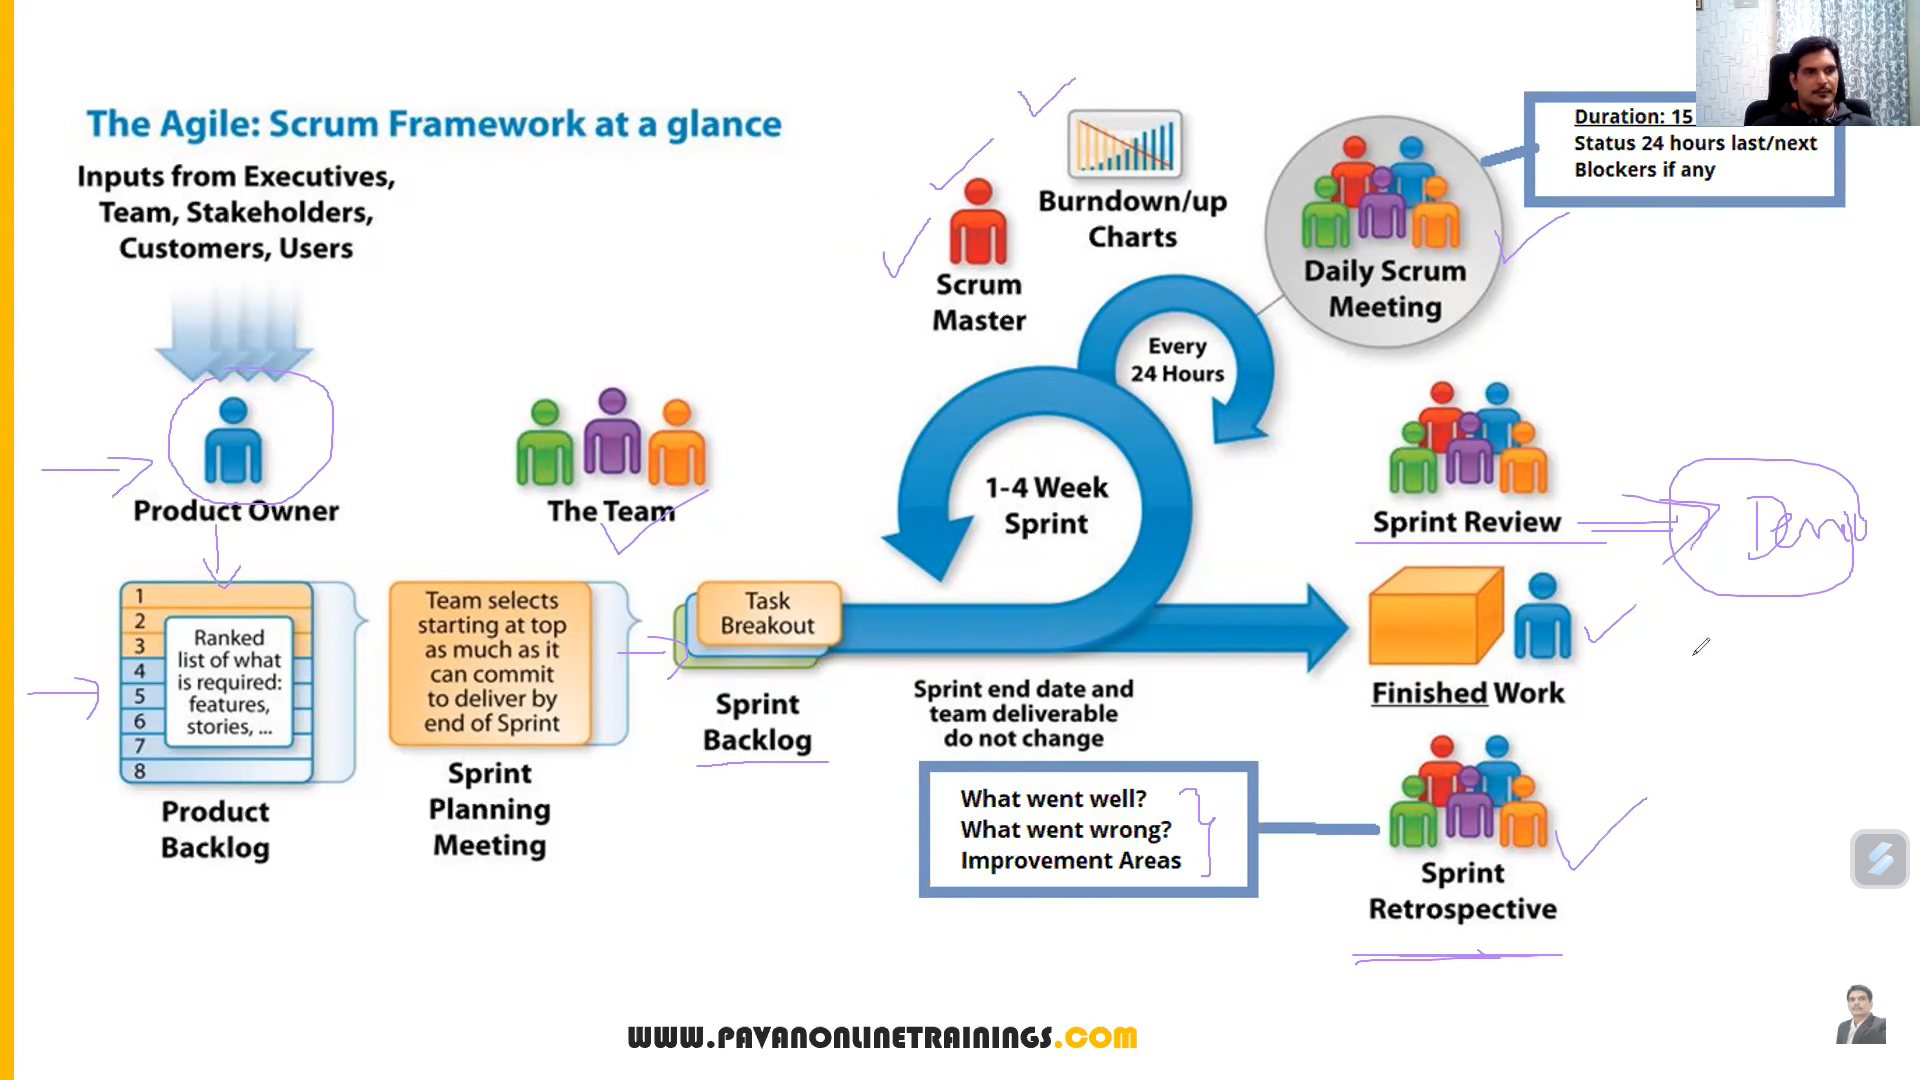 The Agile: Scrum Framework at a glance
Inputs from Executives,
Team, Stakeholders,
Customers, Users
Product Owner
The Team
1
2
3
4
5
6
7
8
Ranked
list of what
is required:
features,
stories, ...
Product
Backlog
Team selects
starting at top
as much as it
can commit
to deliver by
end of Sprint
Sprint
Planning
Meeting
Task
Breakout
Sprint
Backlog
Scrum
Master
Burndown/up
Charts
Every
24 Hours
1-4 Week
Sprint
Daily Scrum
Meeting
Duration: 15
Status 24 hours last/next
Blockers if any
Sprint Review
Demo
Finished Work
Sprint end date and
team deliverable
do not change
What went well?
What went wrong?
Improvement Areas
Sprint
Retrospective
WWW.PAVANONLINETRAININGS.COM